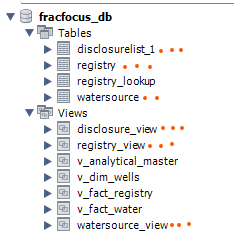 fracfocus_db
Tables
disclosurelist_1
registry
registry_lookup
watersource
Views
disclosure_view
registry_view
v_analytical_master
v_dim_wells
v_fact_registry
v_fact_water
watersource_view